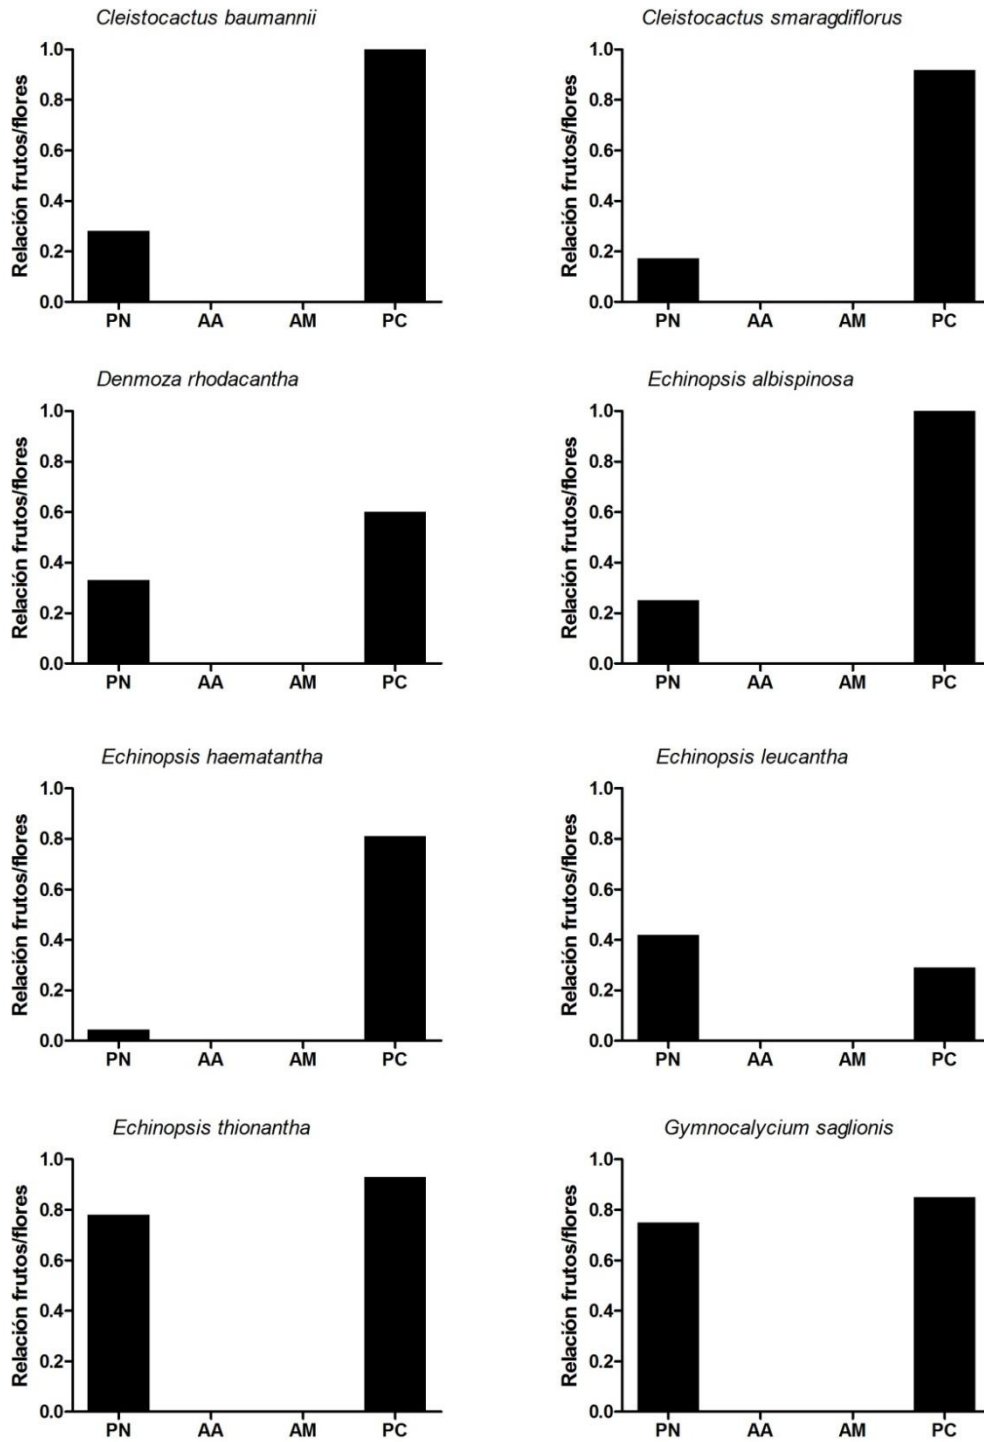 Cleistocactus baumannii
Relación frutos/flores
1.0
0.8
0.6
0.4
0.2
0.0
PN AA AM PC
Cleistocactus smaragdiflorus
Relación frutos/flores
1.0
0.8
0.6
0.4
0.2
0.0
PN AA AM PC
Denmoza rhodacantha
Relación frutos/flores
1.0
0.8
0.6
0.4
0.2
0.0
PN AA AM PC
Echinopsis albispinosa
Relación frutos/flores
1.0
0.8
0.6
0.4
0.2
0.0
PN AA AM PC
Echinopsis haematantha
Relación frutos/flores
1.0
0.8
0.6
0.4
0.2
0.0
PN AA AM PC
Echinopsis leucantha
Relación frutos/flores
1.0
0.8
0.6
0.4
0.2
0.0
PN AA AM PC
Echinopsis thionantha
Relación frutos/flores
1.0
0.8
0.6
0.4
0.2
0.0
PN AA AM PC
Gymnocalycium saglionis
Relación frutos/flores
1.0
0.8
0.6
0.4
0.2
0.0
PN AA AM PC